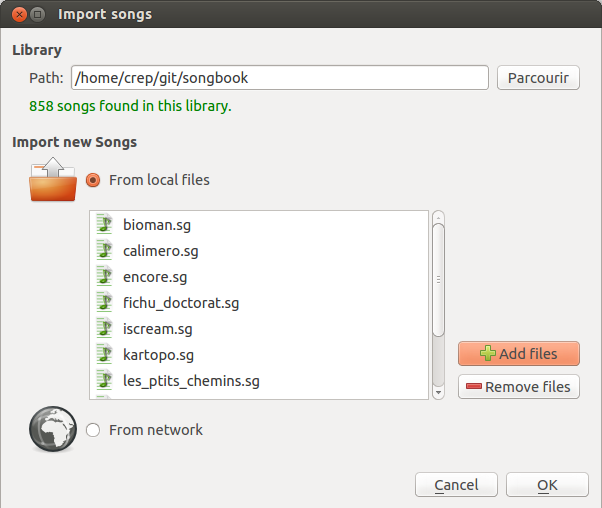 Import songs
Library
Path: /home/crep/git/songbook Parcourir
858 songs found in this library.
Import new Songs
From local files
bioman.sg
calimero.sg
encore.sg
fichu_doctorat.sg
iscream.sg
kartopo.sg
les_ptits_chemins.sg
Add files
Remove files
From network
Cancel OK